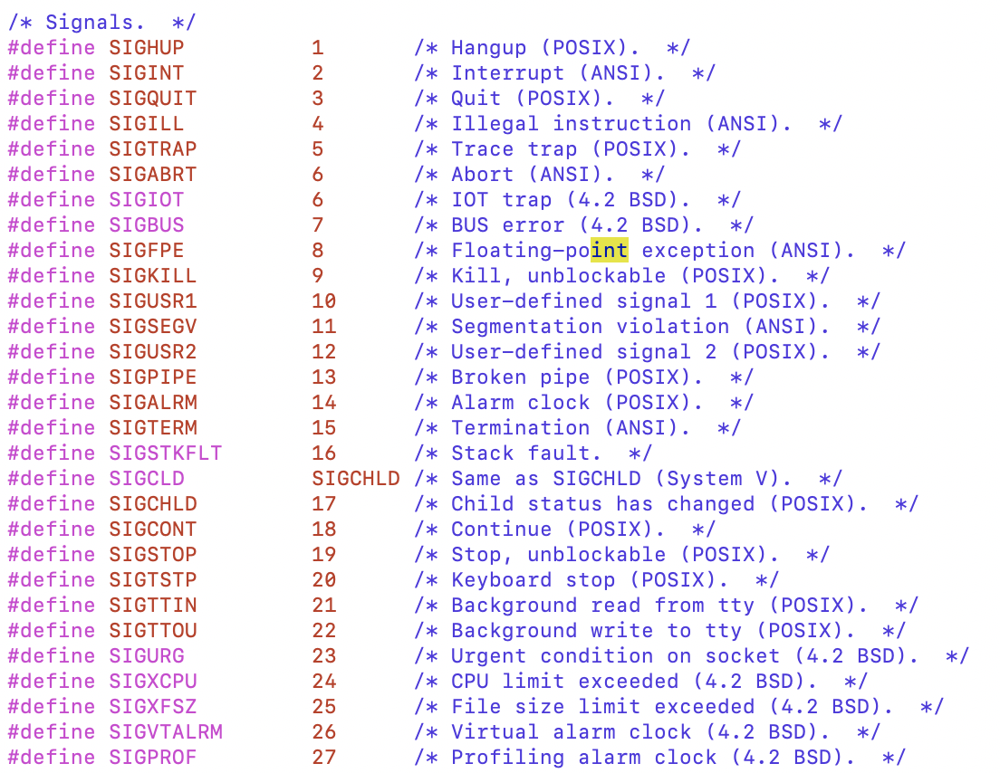 /* Signals.  */
#define SIGHUP          1       /* Hangup (POSIX).  */
#define SIGINT          2       /* Interrupt (ANSI).  */
#define SIGQUIT         3       /* Quit (POSIX).  */
#define SIGILL          4       /* Illegal instruction (ANSI).  */
#define SIGTRAP         5       /* Trace trap (POSIX).  */
#define SIGABRT         6       /* Abort (ANSI).  */
#define SIGIOT          6       /* IOT trap (4.2 BSD).  */
#define SIGBUS          7       /* BUS error (4.2 BSD).  */
#define SIGFPE          8       /* Floating-point exception (ANSI).  */
#define SIGKILL         9       /* Kill, unblockable (POSIX).  */
#define SIGUSR1         10      /* User-defined signal 1 (POSIX).  */
#define SIGSEGV         11      /* Segmentation violation (ANSI).  */
#define SIGUSR2         12      /* User-defined signal 2 (POSIX).  */
#define SIGPIPE         13      /* Broken pipe (POSIX).  */
#define SIGALRM         14      /* Alarm clock (POSIX).  */
#define SIGTERM         15      /* Termination (ANSI).  */
#define SIGSTKFLT       16      /* Stack fault.  */
#define SIGCLD          SIGCHLD /* Same as SIGCHLD (System V).  */
#define SIGCHLD         17      /* Child status has changed (POSIX).  */
#define SIGCONT         18      /* Continue (POSIX).  */
#define SIGSTOP         19      /* Stop, unblockable (POSIX).  */
#define SIGTSTP         20      /* Keyboard stop (POSIX).  */
#define SIGTTIN         21      /* Background read from tty (POSIX).  */
#define SIGTTOU         22      /* Background write to tty (POSIX).  */
#define SIGURG          23      /* Urgent condition on socket (4.2 BSD).  */
#define SIGXCPU         24      /* CPU limit exceeded (4.2 BSD).  */
#define SIGXFSZ         25      /* File size limit exceeded (4.2 BSD).  */
#define SIGVTALRM       26      /* Virtual alarm clock (4.2 BSD).  */
#define SIGPROF         27      /* Profiling alarm clock (4.2 BSD).  */